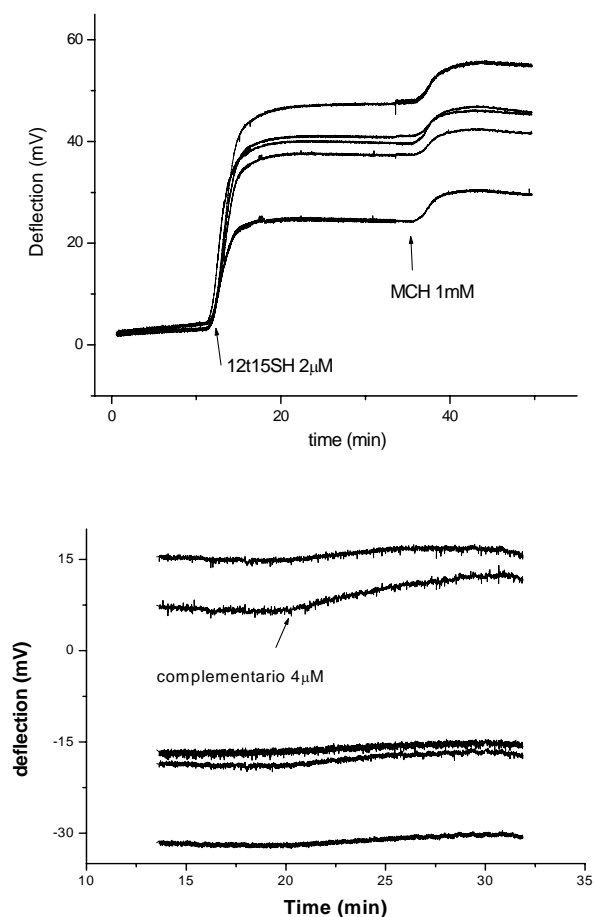 60
40
20
0
Deflection (mV)
MCH 1mM
12t15SH 2μM
0
20
40
time (min)
15
0
-15
-30
deflection (mV)
complementario 4μM
10
15
20
25
30
35
Time (min)